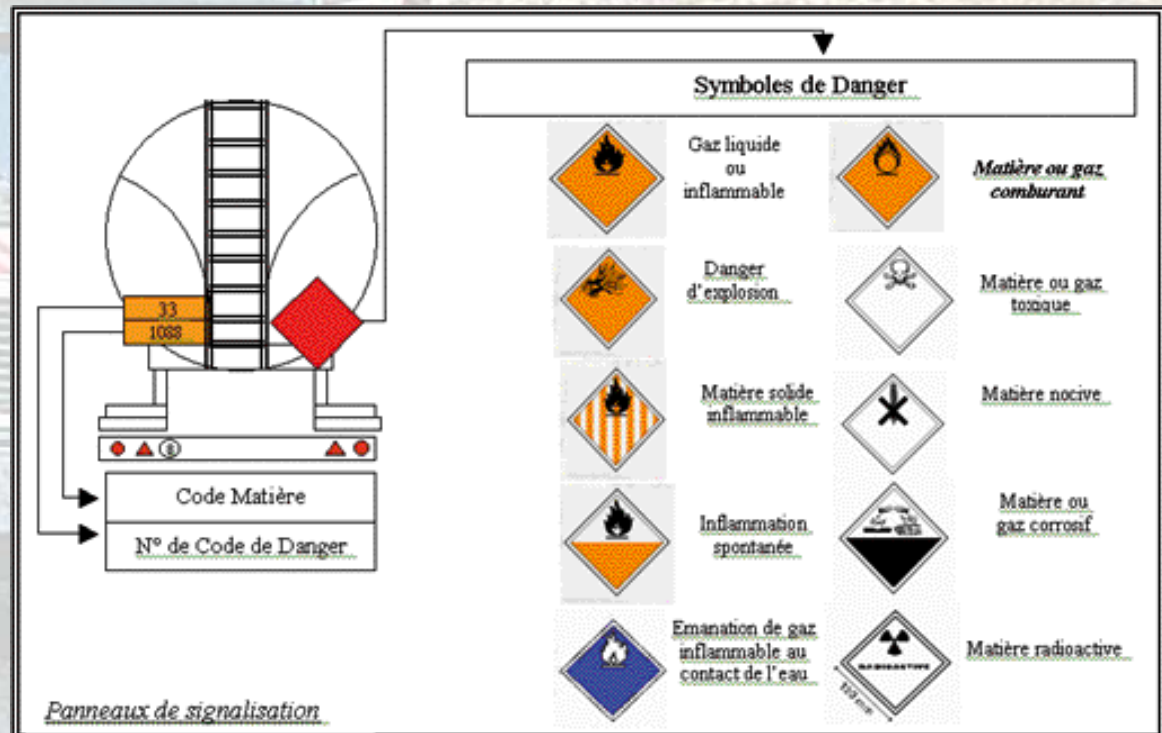 Symboles de Danger
Gaz liquide
ou
inflammable
Matière ou gaz
comburant
Danger
d'explosion
Matière ou gaz
toxique
33
1088
Matière solide
inflammable
Matière nocive
8
Code Matière
N° de Code de Danger
Inflammation
spontanée
Matière ou
gaz corrosif
Emanation de gaz
inflammable au
contact de l'eau
RADIOACTIVE
Matière radioactive
Panneaux de signalisation